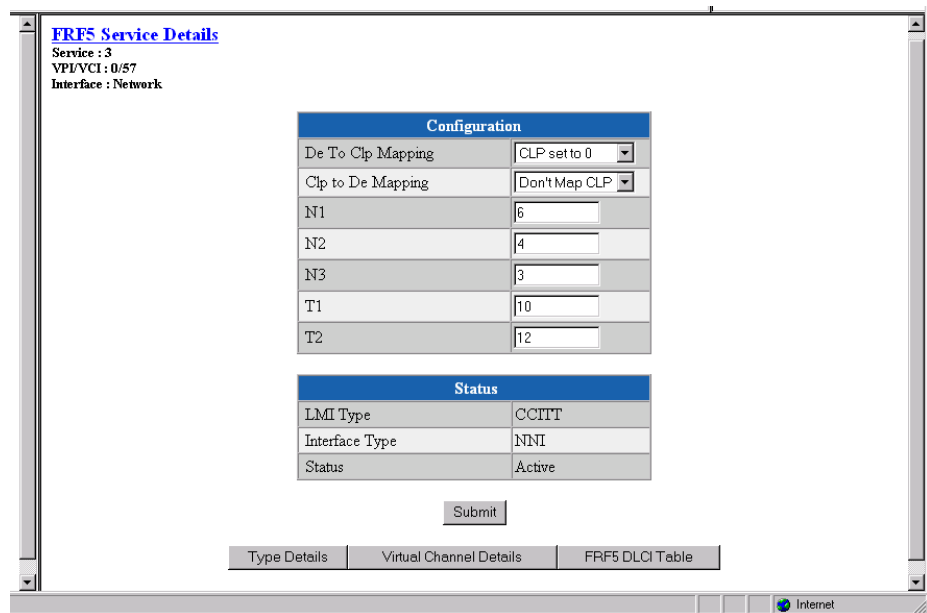 FRF5 Service Details
Service : 3
VPI/VCI : 0/57
Interface : Network
Configuration
De To Clp Mapping CLP set to 0
Clp to De Mapping Don't Map CLP
N1 6
N2 4
N3 3
T1 10
T2 12
Status
LMI Type CCITT
Interface Type NNI
Status Active
Submit
Type Details Virtual Channel Details FRF5 DLCI Table
Internet